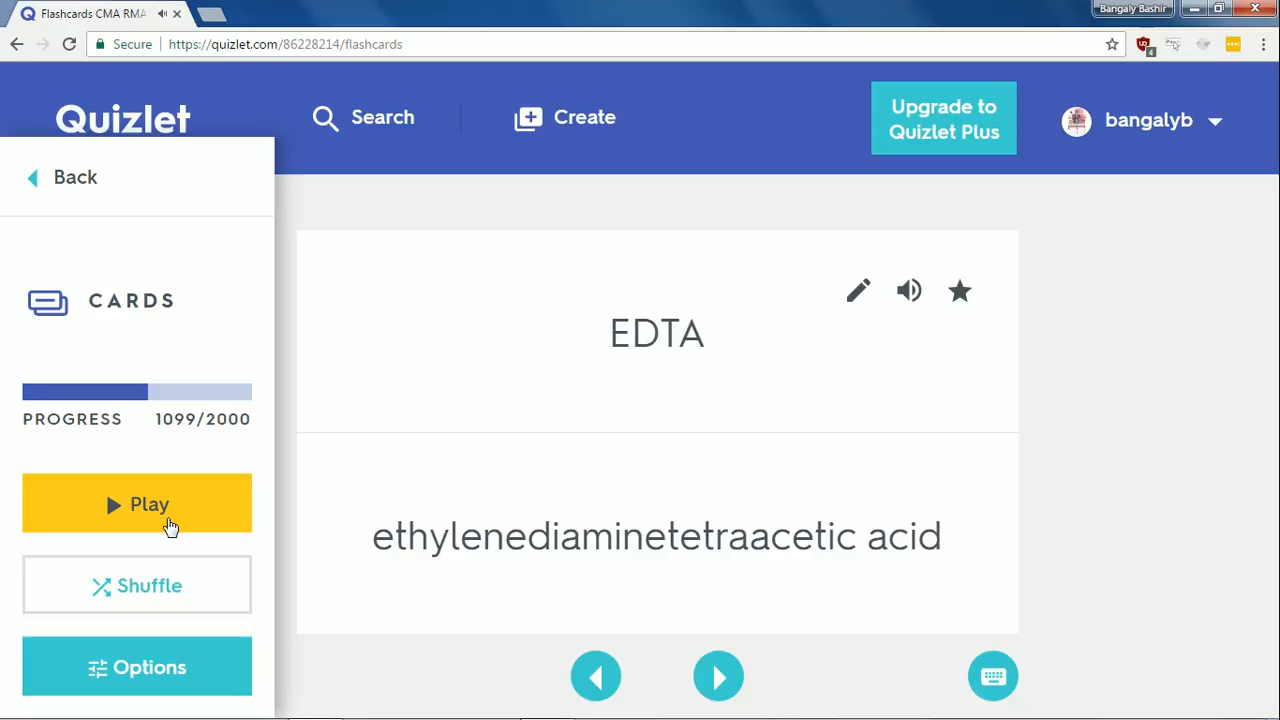 Flashcards CMA RMA
Bangaly Bashir
Secure
https://quizlet.com/86228214/flashcards
4
Quizlet
Search
Create
Upgrade to
Quizlet Plus
bangalyb
Back
CARDS
PROGRESS 1099/2000
Play
Shuffle
Options
EDTA
ethylenediaminetetraacetic acid